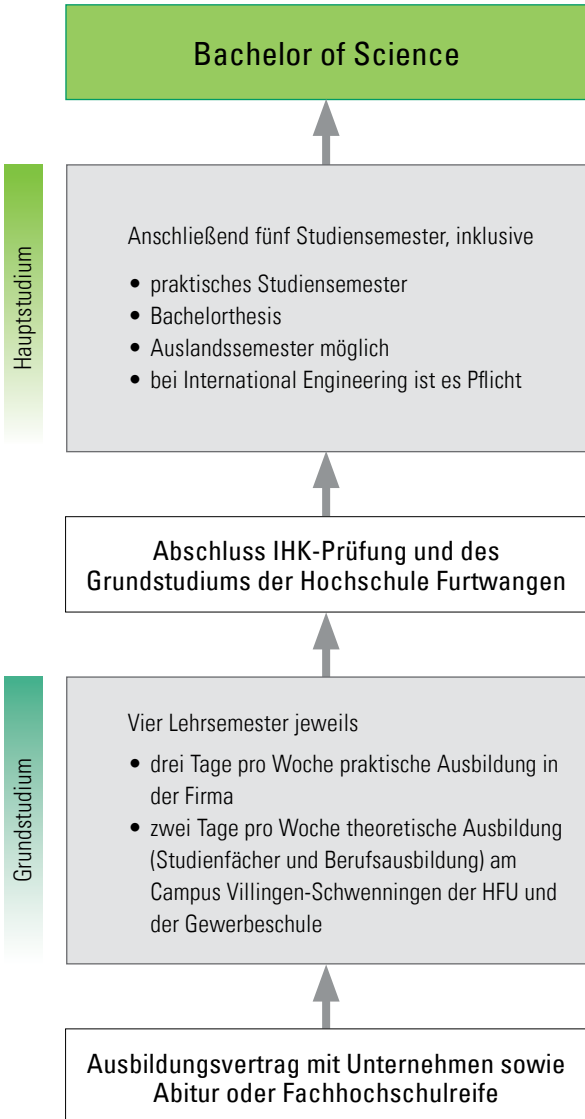 Bachelor of Science
Hauptstudium
Anschließend fünf Studiensemester, inklusive
• praktisches Studiensemester
• Bachelorthesis
• Auslandssemester möglich
• bei International Engineering ist es Pflicht
Abschluss IHK-Prüfung und des
Grundstudiums der Hochschule Furtwangen
Grundstudium
Vier Lehrsemester jeweils
• drei Tage pro Woche praktische Ausbildung in
der Firma
• zwei Tage pro Woche theoretische Ausbildung
(Studienfächer und Berufsausbildung) am
Campus Villingen-Schwenningen der HFU und
der Gewerbeschule
Ausbildungsvertrag mit Unternehmen sowie
Abitur oder Fachhochschulreife